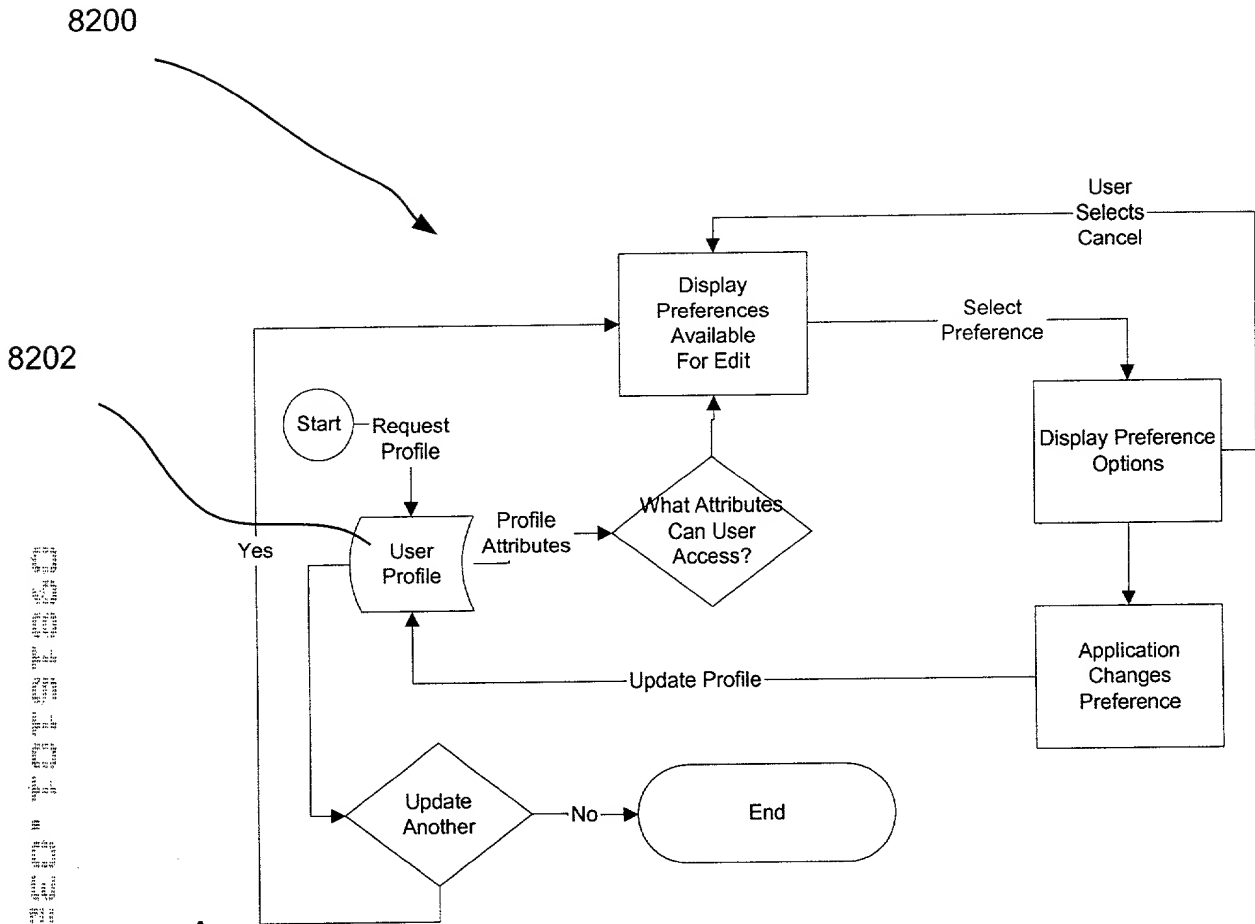 8200
User
Selects
Cancel
Display
Preferences
Available
For Edit
Select
Preference
8202
Start
Request
Profile
Display Preference
Options
What Attributes
Can User
Access?
Profile
Attributes
User
Profile
Yes
Application
Changes
Preference
Update Profile
Update
Another
No
End